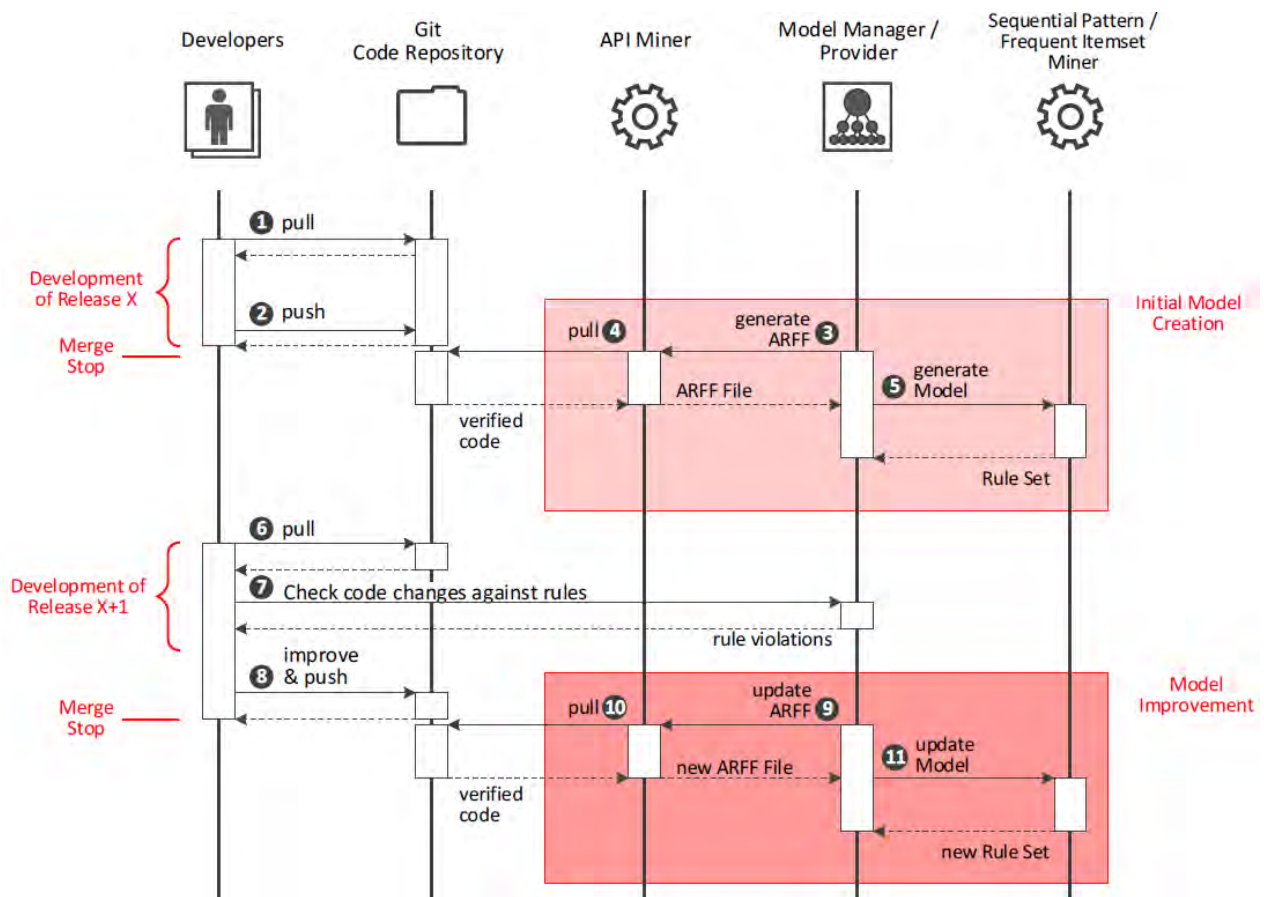 Developers
Git
Code Repository
API Miner
Model Manager /
Provider
Sequential Pattern /
Frequent Itemset
Miner
1 pull
Development
of Release X
2 push
Merge
Stop
Initial Model
Creation
pull 4
generate
ARFF 3
5 generate
Model
ARFF File
verified
code
Rule Set
6 pull
Development of
Release X+1
7 Check code changes against rules
rule violations
8 improve
& push
Merge
Stop
Model
Improvement
pull 10
update
ARFF 9
11 update
Model
new ARFF File
verified
code
new Rule Set